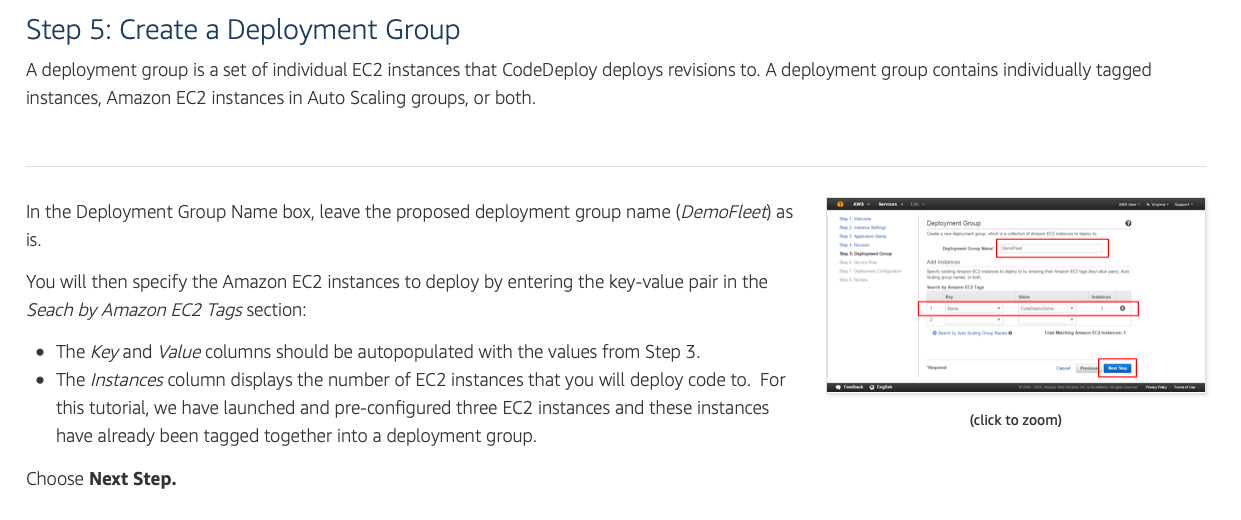 Step 5: Create a Deployment Group
A deployment group is a set of individual EC2 instances that CodeDeploy deploys revisions to. A deployment group contains individually tagged
instances, Amazon EC2 instances in Auto Scaling groups, or both.
In the Deployment Group Name box, leave the proposed deployment group name (DemoFleet) as
is.
You will then specify the Amazon EC2 instances to deploy by entering the key-value pair in the
Seach by Amazon EC2 Tags section:
• The Key and Value columns should be autopopulated with the values from Step 3.
• The Instances column displays the number of EC2 instances that you will deploy code to. For
this tutorial, we have launched and pre-configured three EC2 instances and these instances
have already been tagged together into a deployment group.
Choose Next Step.
AWS Services Edit AWS User N. Virginia Support
Step 1: Welcome
Step 2: Instance Settings
Step 3: Application Name
Step 4: Revision
Step 5: Deployment Group
Step 6: Service Role
Step 7: Deployment Configuration
Step 8: Review
Deployment Group
Create a new deployment group, which is a collection of Amazon EC2 instances to deploy to.
Deployment Group Name* DemoFleet
Add Instances
Specify existing Amazon EC2 instances to deploy to by entering their Amazon EC2 tags (key/value pairs), Auto
Scaling group names, or both.
Search by Amazon EC2 Tags
Key Value Instances
1 Name CodeDeployDemo 3
2
Search by Auto Scaling Group Names Total Matching Amazon EC2 Instances: 3
*Required Cancel Previous Next Step
Feedback English Privacy Policy Terms of Use
(click to zoom)